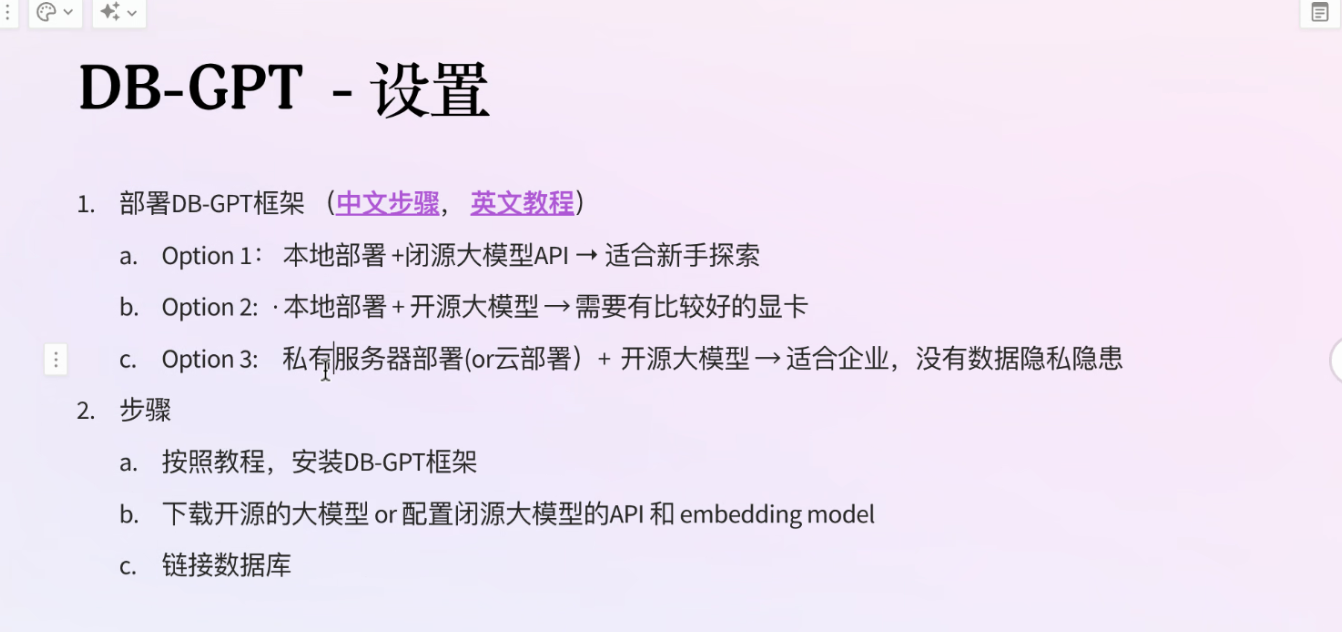 DB-GPT - 设置
1. 部署DB-GPT框架 （中文步骤， 英文教程）
a. Option 1： 本地部署 +闭源大模型API → 适合新手探索
b. Option 2: · 本地部署 + 开源大模型 → 需要有比较好的显卡
c. Option 3: 私有服务器部署(or云部署） + 开源大模型 → 适合企业，没有数据隐私隐患
2. 步骤
a. 按照教程，安装DB-GPT框架
b. 下载开源的大模型 or 配置闭源大模型的API 和 embedding model
c. 链接数据库